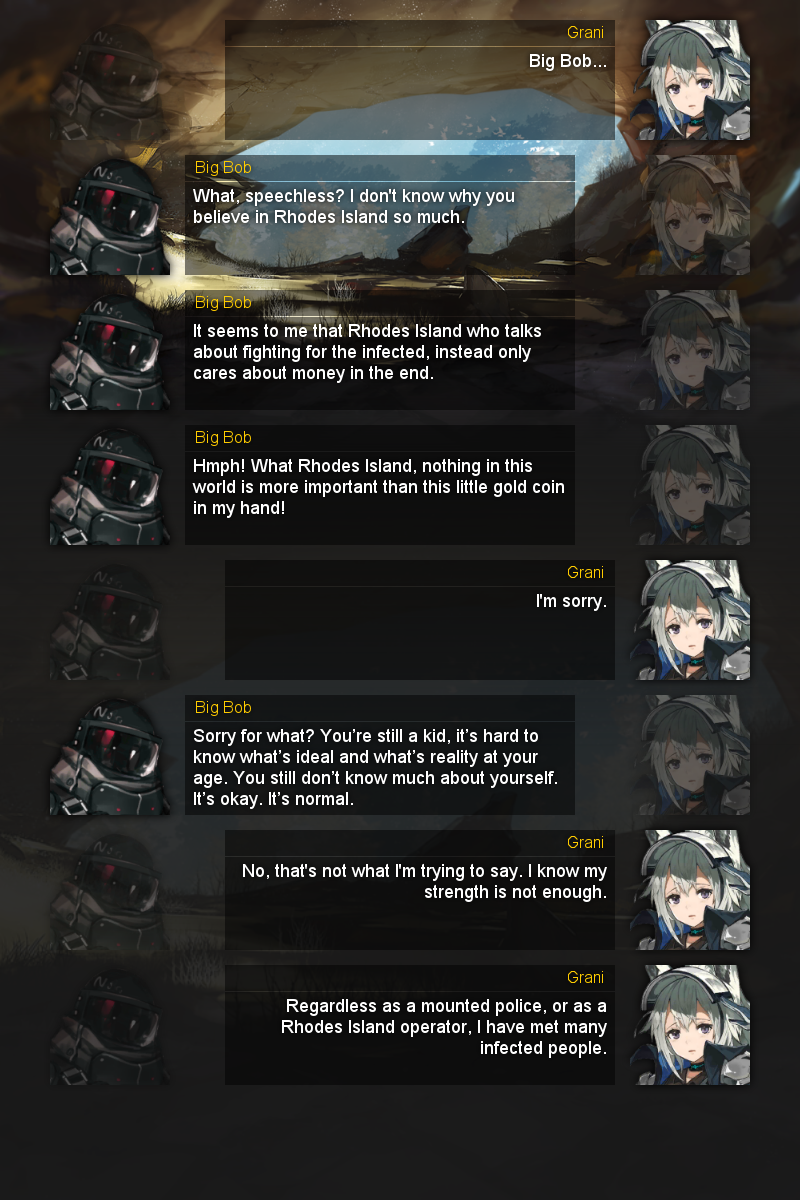 Grani
Big Bob...
Big Bob
What, speechless? I don't know why you
believe in Rhodes Island so much.
Big Bob
It seems to me that Rhodes Island who talks
about fighting for the infected, instead only
cares about money in the end.
Big Bob
Hmph! What Rhodes Island, nothing in this
world is more important than this little gold coin
in my hand!
Grani
I'm sorry.
Big Bob
Sorry for what? You’re still a kid, it’s hard to
know what’s ideal and what’s reality at your
age. You still don’t know much about yourself.
It’s okay. It’s normal.
Grani
No, that's not what I'm trying to say. I know my
strength is not enough.
Grani
Regardless as a mounted police, or as a
Rhodes Island operator, I have met many
infected people.